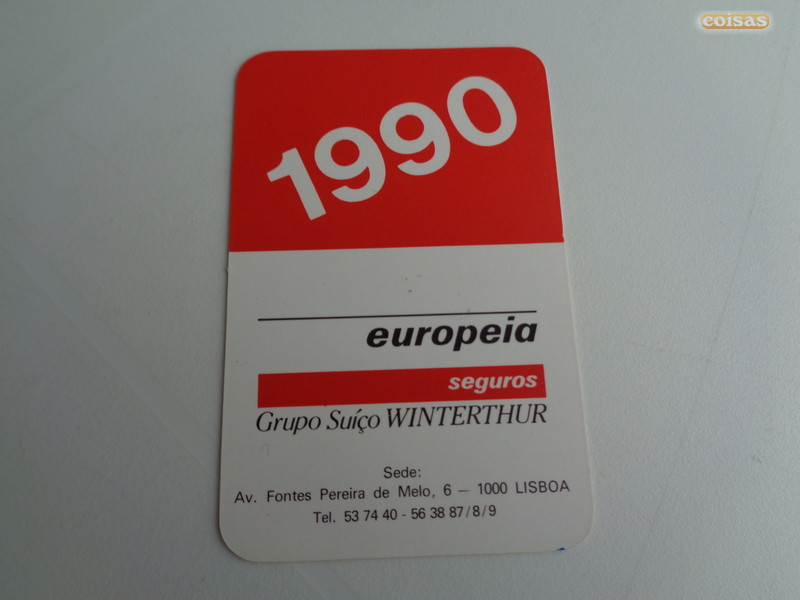 coisas
1990
europeia
seguros
Grupo Suíço WINTERTHUR
Sede:
Av. Fontes Pereira de Melo, 6 — 1000 LISBOA
Tel. 53 74 40 - 56 38 87/8/9